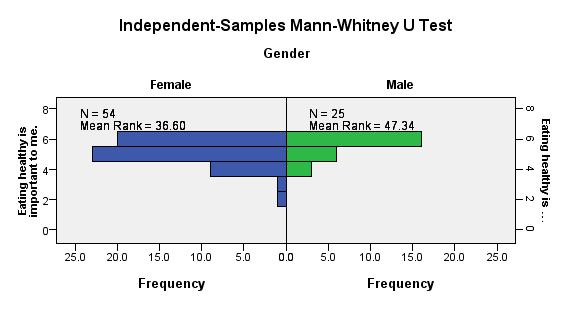 Independent-Samples Mann-Whitney U Test
Gender
Female Male
N = 54 N = 25
Mean Rank = 36.60 Mean Rank = 47.34
Eating healthy is
important to me.
8
6
4
2
0
Eating healthy is ...
8
6
4
2
0
25.0 20.0 15.0 10.0 5.0 0.0 5.0 10.0 15.0 20.0 25.0
Frequency Frequency